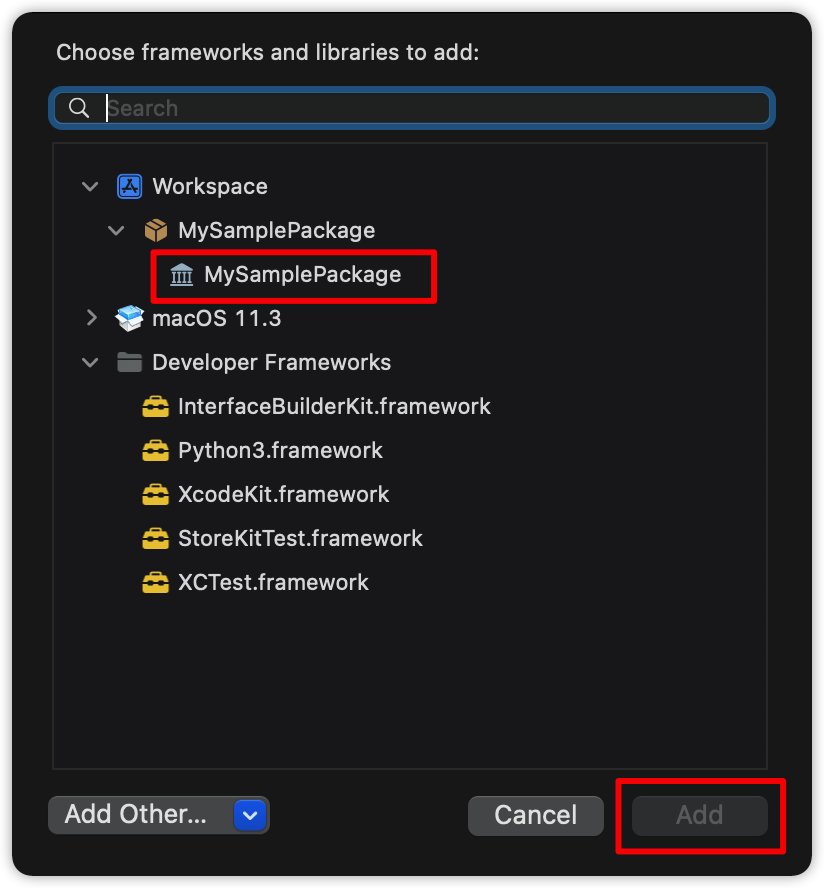 Choose frameworks and libraries to add:
Search
Workspace
MySamplePackage
MySamplePackage
macOS 11.3
Developer Frameworks
InterfaceBuilderKit.framework
Python3.framework
XcodeKit.framework
StoreKitTest.framework
XCTest.framework
Add Other... Cancel Add